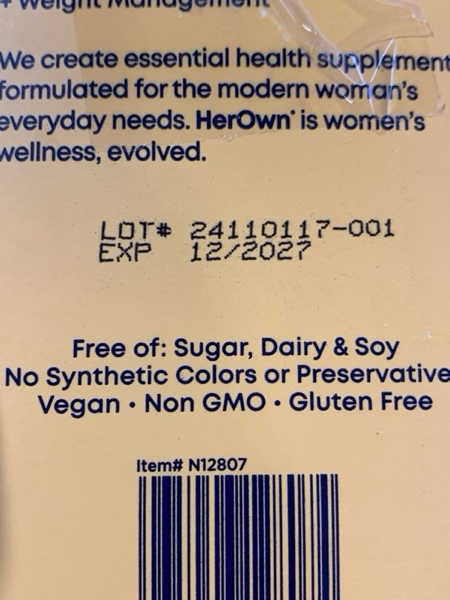 + Weight Management
We create essential health supplement
formulated for the modern woman's
everyday needs. HerOwn* is women's
wellness, evolved.
LOT# 24110117-001
EXP 12/2027
Free of: Sugar, Dairy & Soy
No Synthetic Colors or Preservative
Vegan • Non GMO • Gluten Free
Item# N12807